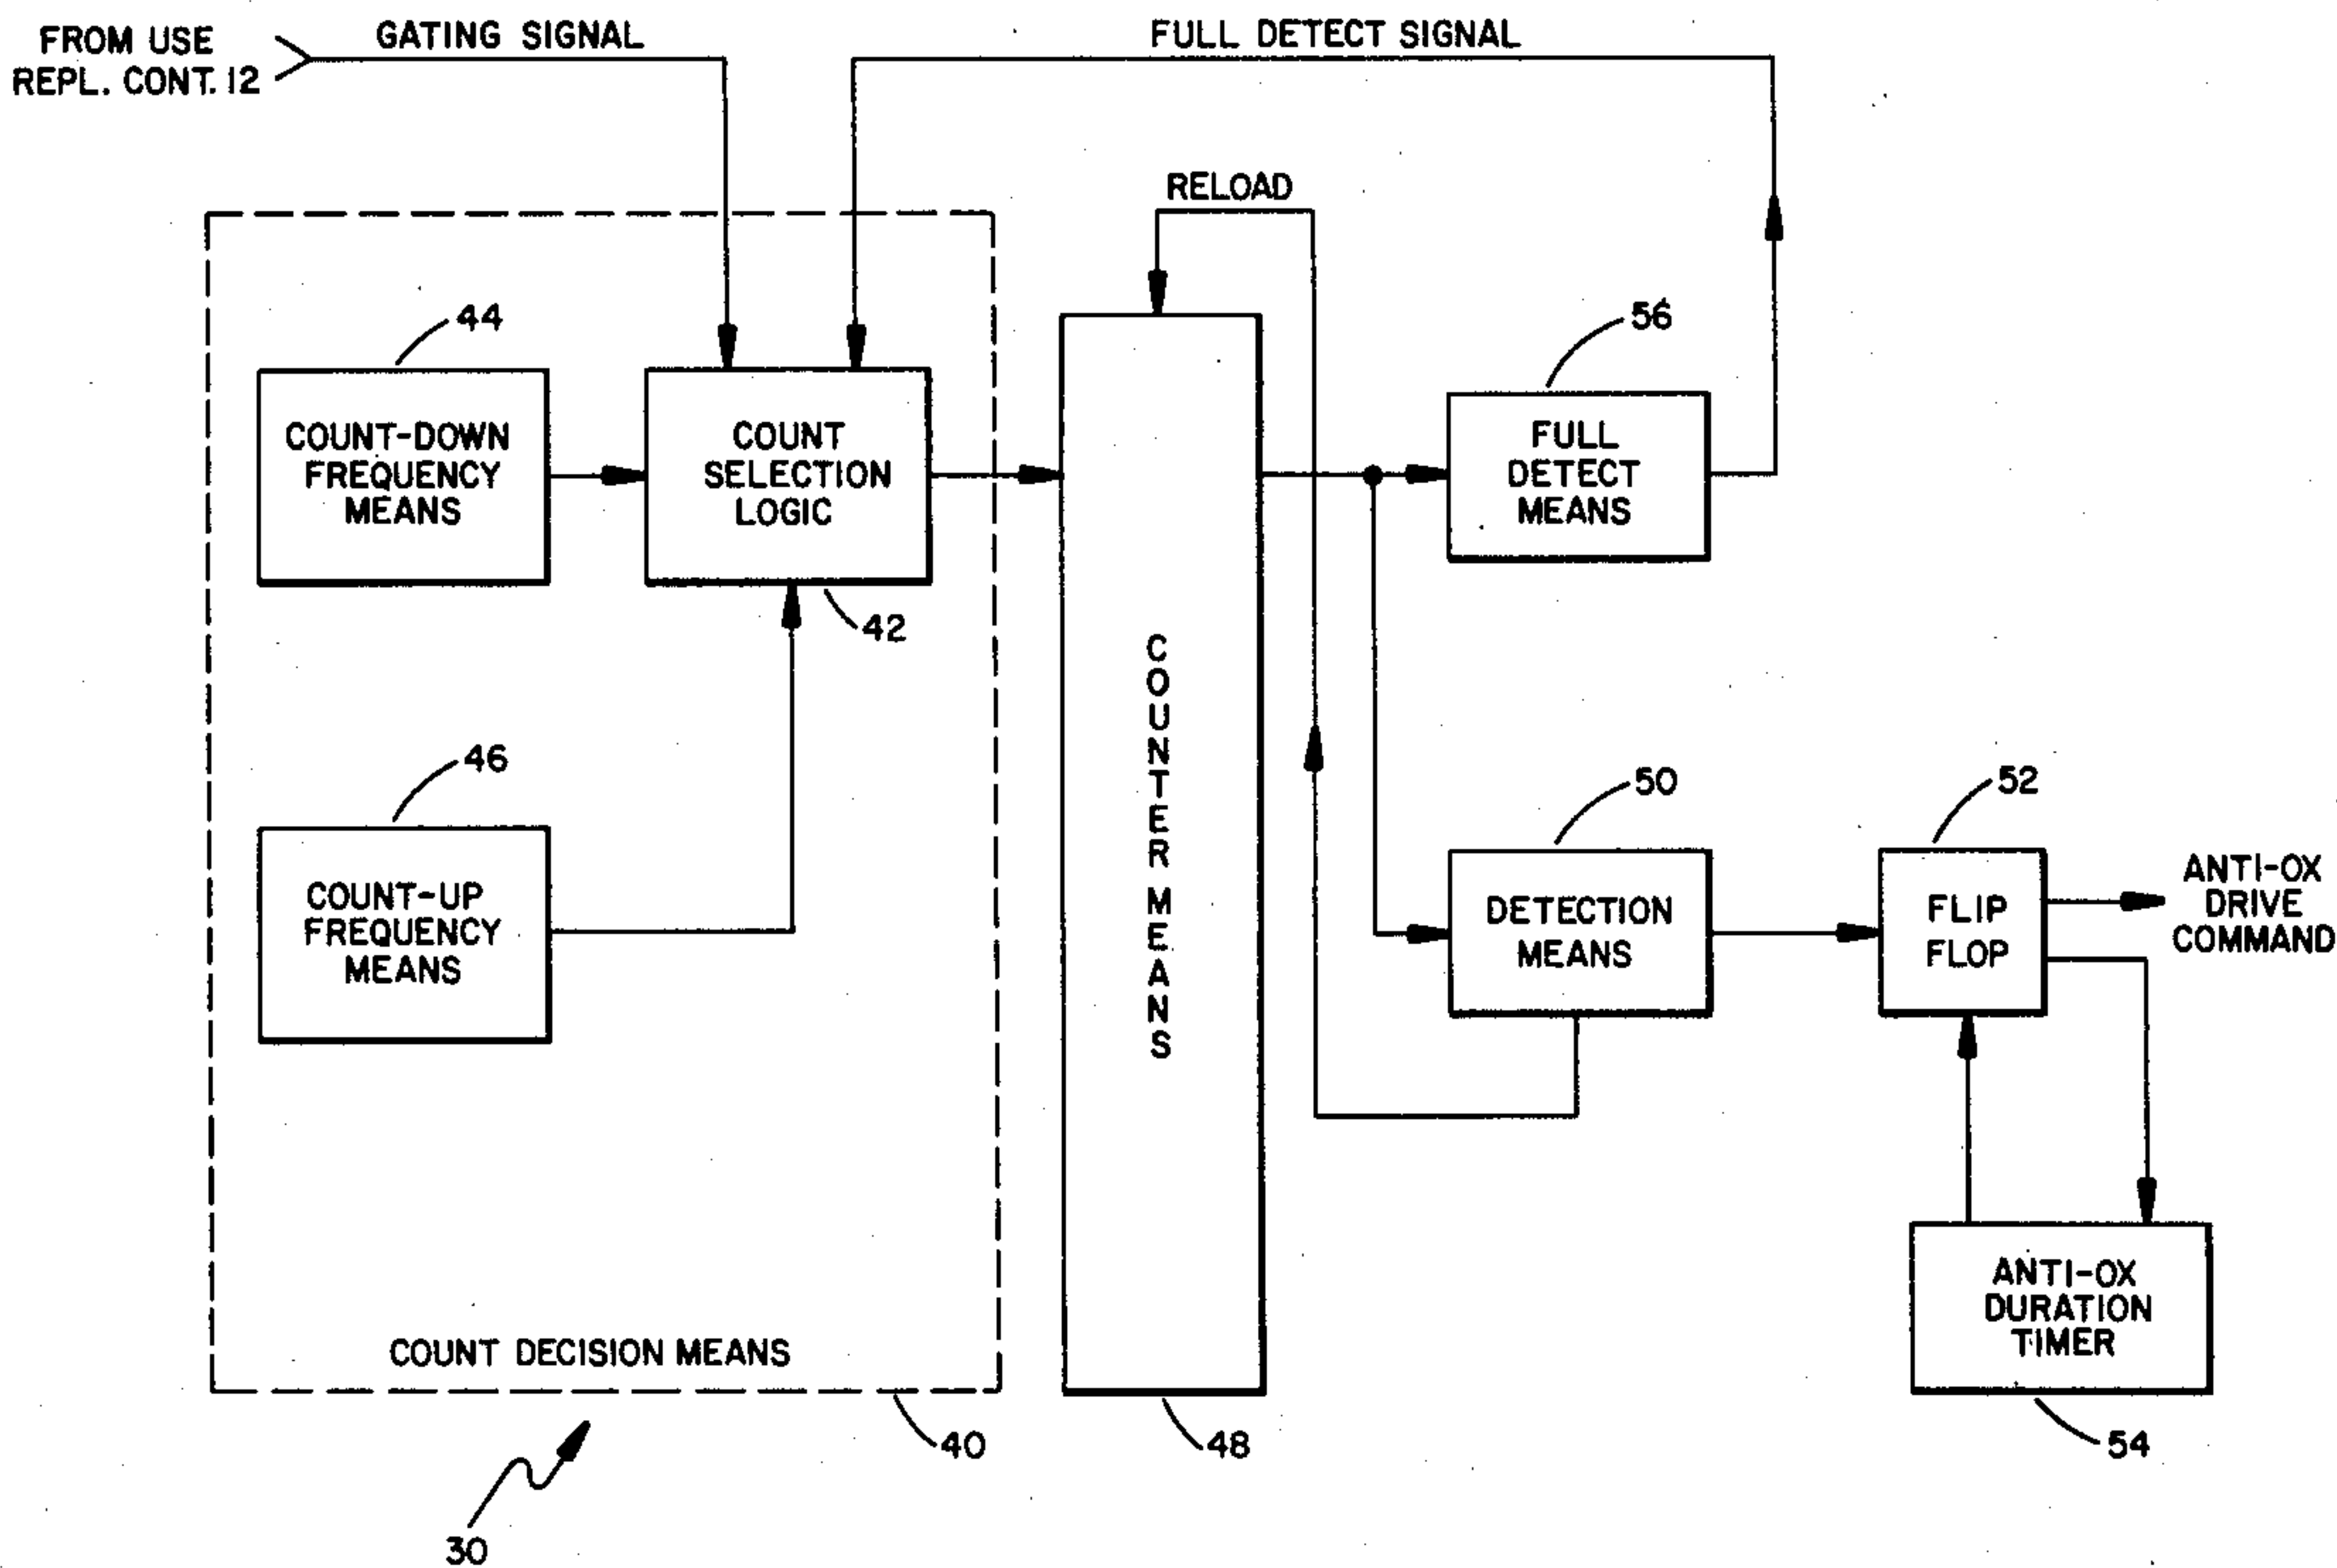 FROM USE
REPL. CONT. 12
GATING SIGNAL
FULL DETECT SIGNAL
RELOAD
44
COUNT-DOWN
FREQUENCY
MEANS
COUNT
SELECTION
LOGIC
42
56
FULL
DETECT
MEANS
46
COUNT-UP
FREQUENCY
MEANS
COUNTER MEANS
50
DETECTION
MEANS
52
FLIP
FLOP
ANTI-OX
DRIVE
COMMAND
ANTI-OX
DURATION
TIMER
COUNT DECISION MEANS
40
48
54
30